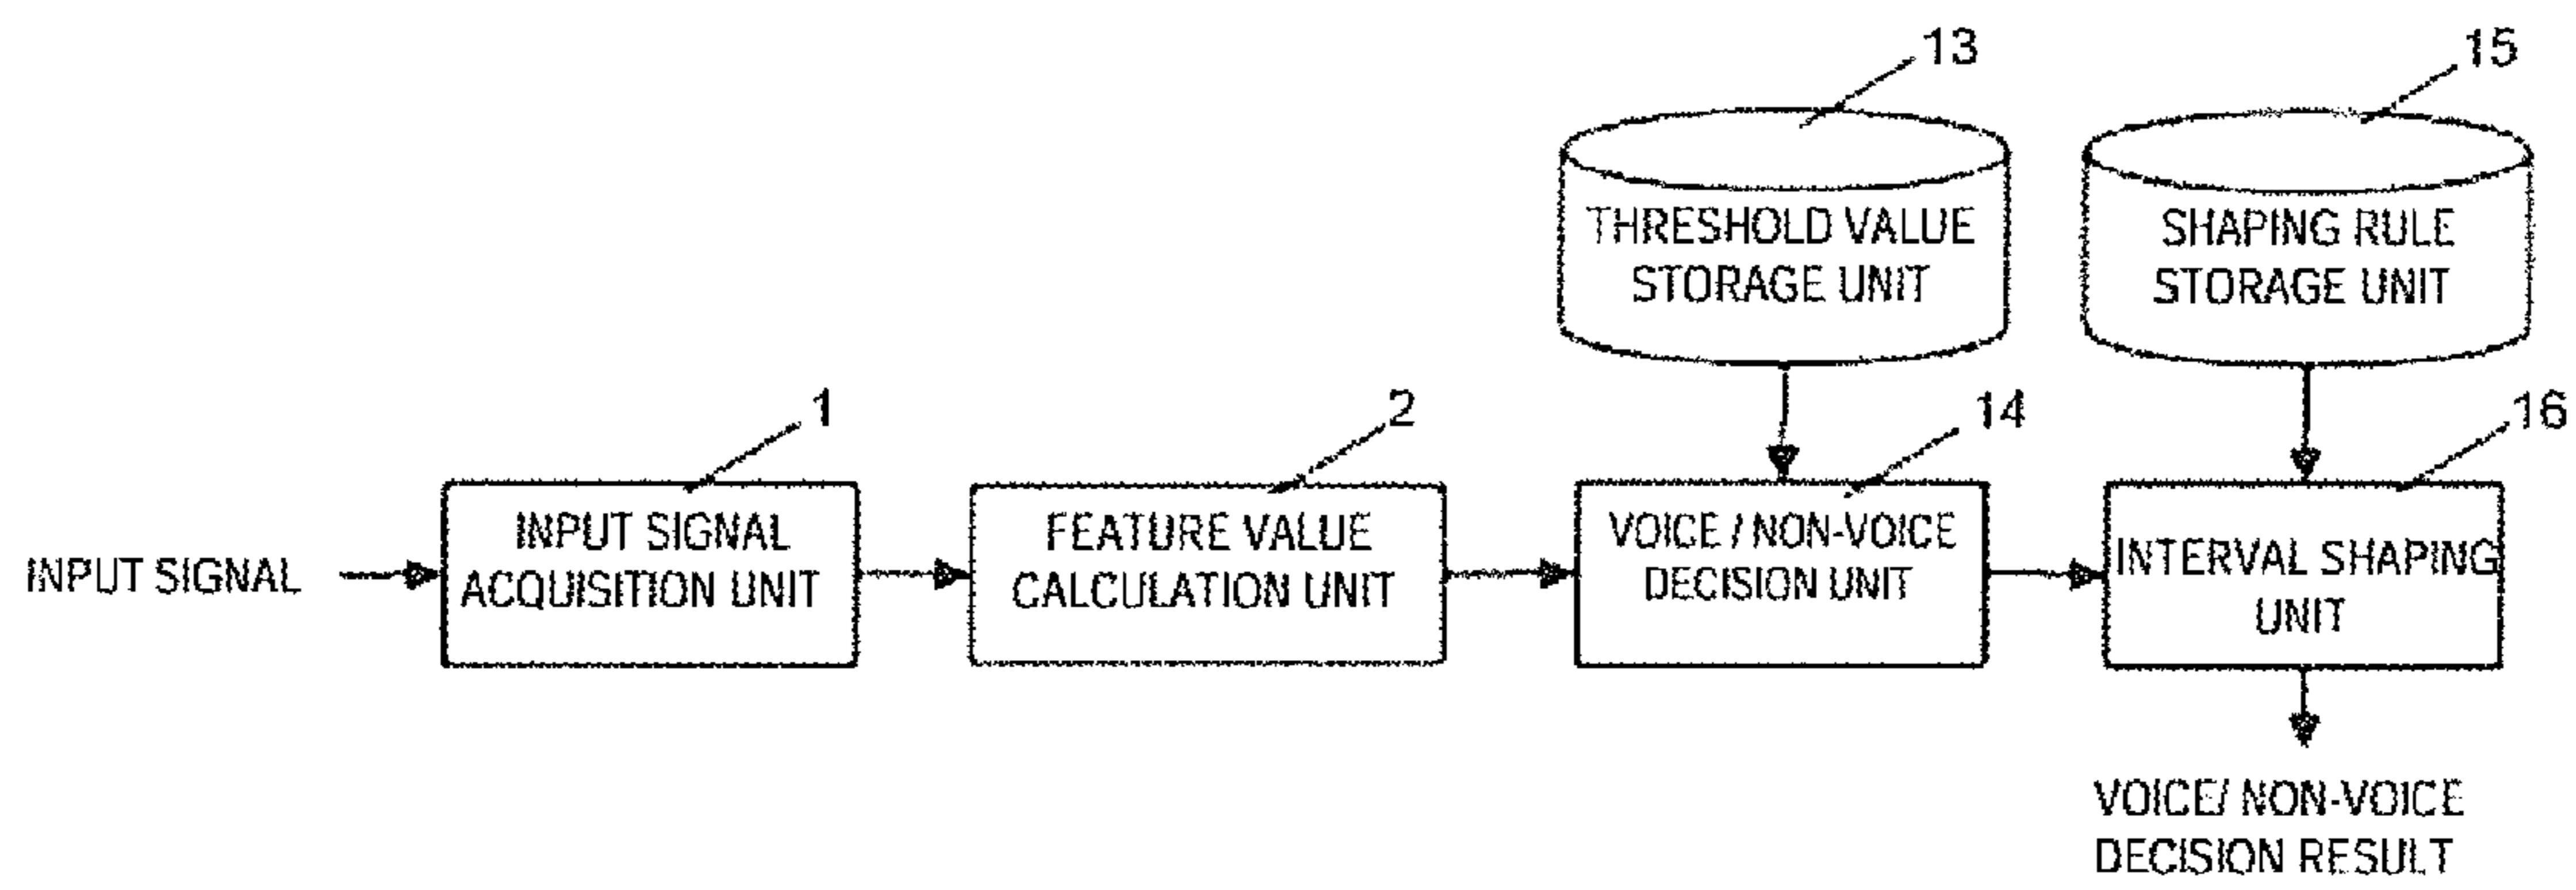 13
15
THRESHOLD VALUE
STORAGE UNIT
SHAPING RULE
STORAGE UNIT
1
2
14
16
INPUT SIGNAL
INPUT SIGNAL
ACQUISITION UNIT
FEATURE VALUE
CALCULATION UNIT
VOICE / NON-VOICE
DECISION UNIT
INTERVAL SHAPING
UNIT
VOICE/ NON-VOICE
DECISION RESULT